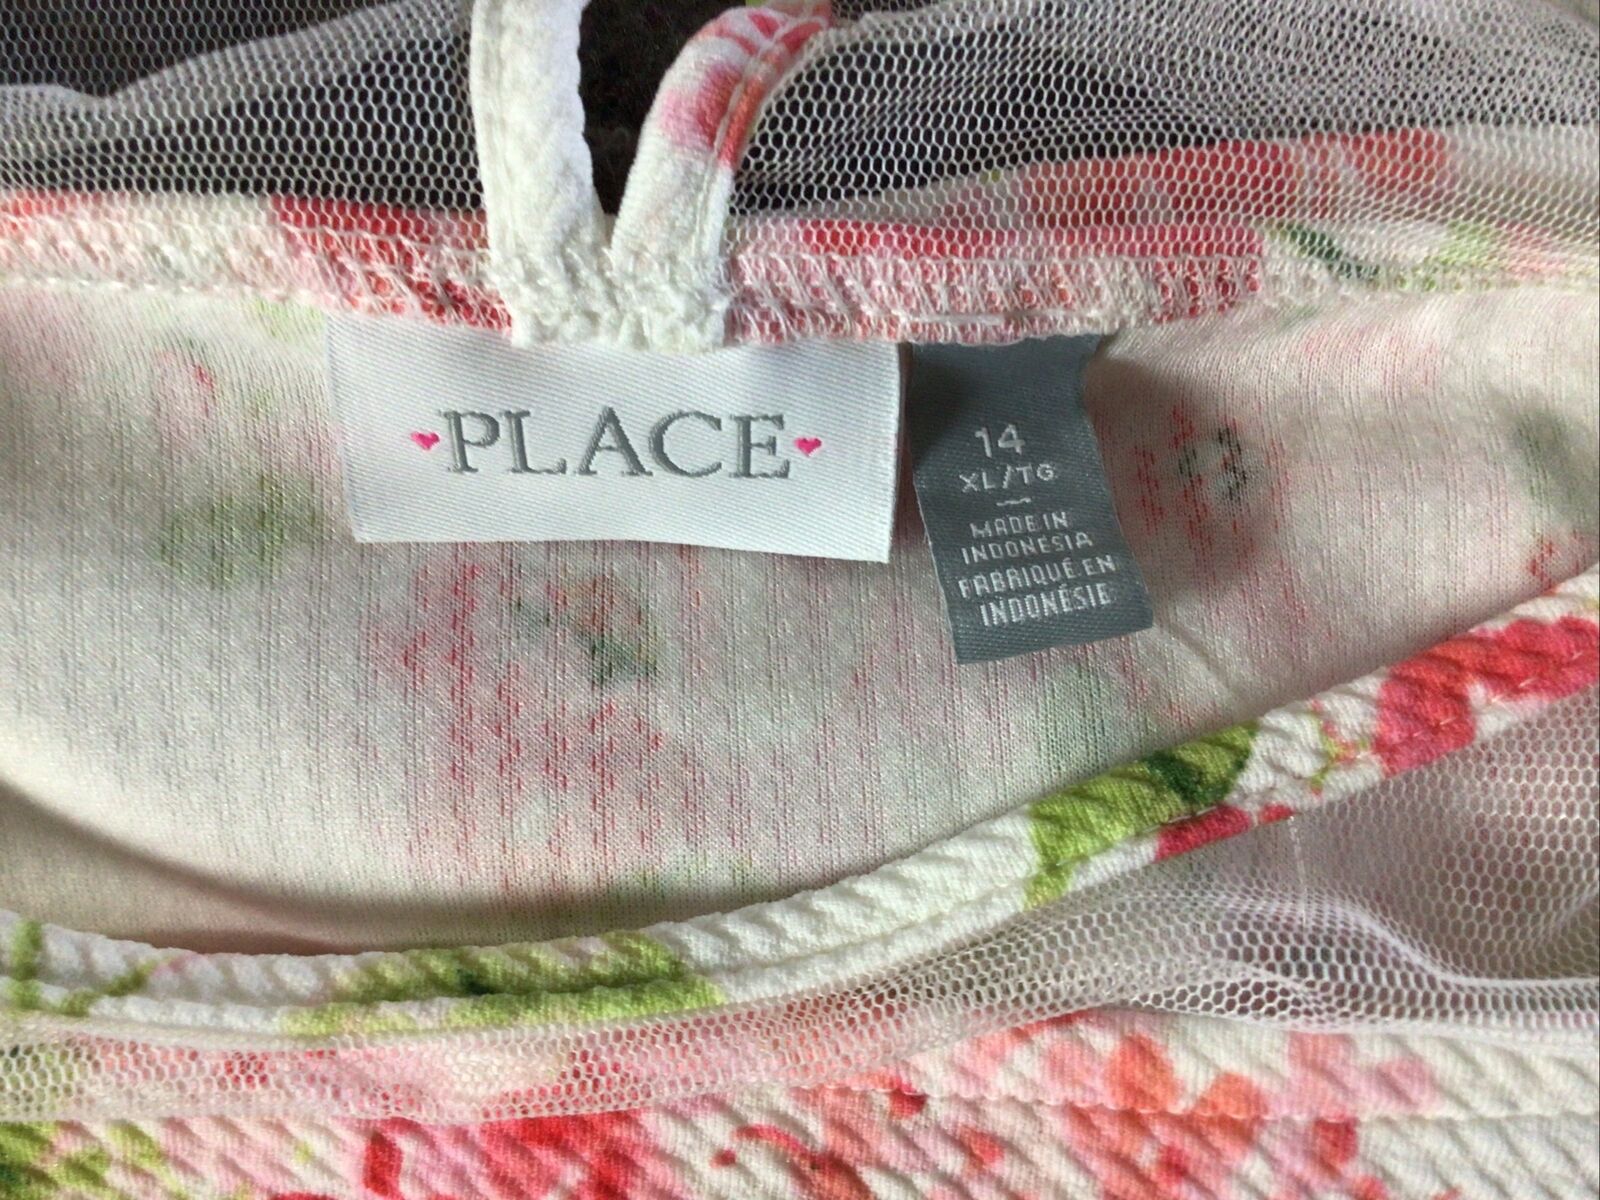 PLACE
14
XL/TG
MADE IN
INDONESIA
FABRIQUÉ EN
INDONÉSIE